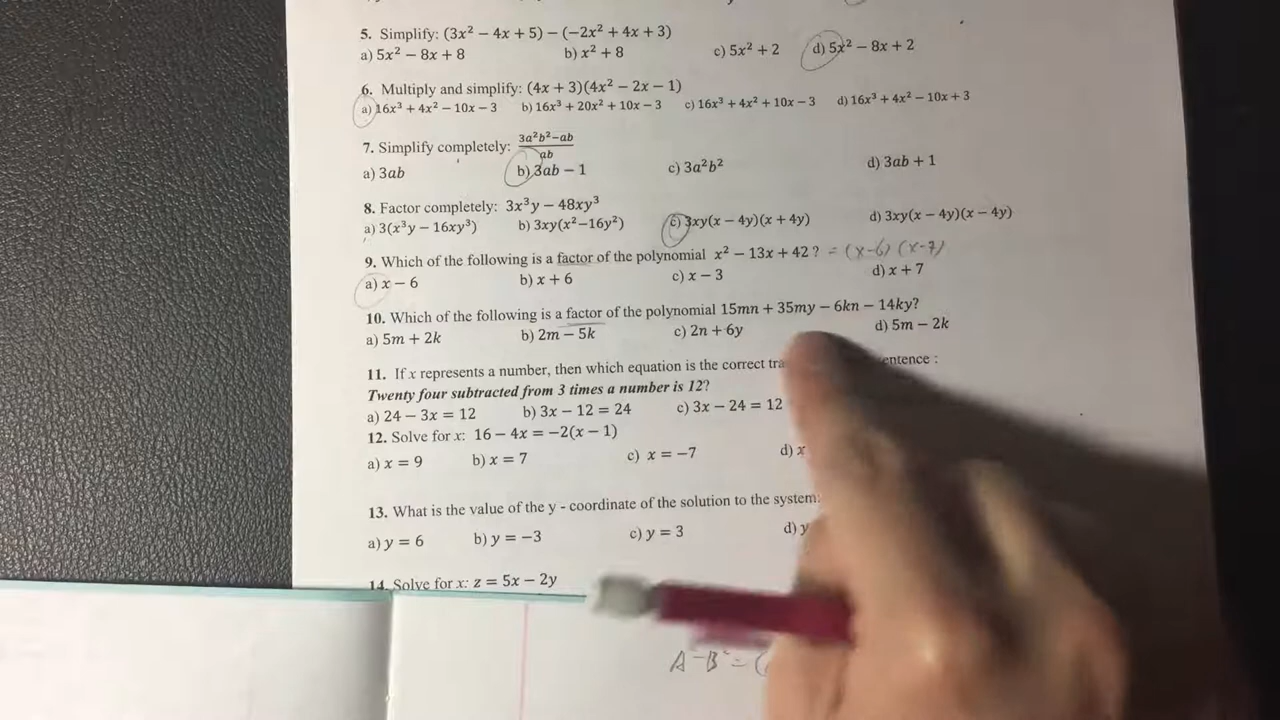 5. Simplify: (3x² − 4x + 5) − (−2x² + 4x + 3)
a) 5x² − 8x + 8 b) x² + 8 c) 5x² + 2 d) 5x² − 8x + 2
6. Multiply and simplify: (4x + 3)(4x² − 2x − 1)
a) 16x³ + 4x² − 10x − 3 b) 16x³ + 20x² + 10x − 3 c) 16x³ + 4x² + 10x − 3 d) 16x³ + 4x² − 10x + 3
7. Simplify completely: 3a²b²−ab / ab
a) 3ab b) 3ab − 1 c) 3a²b² d) 3ab + 1
8. Factor completely: 3x³y − 48xy³
a) 3(x³y − 16xy³) b) 3xy(x²−16y²) c) 3xy(x − 4y)(x + 4y) d) 3xy(x − 4y)(x − 4y)
9. Which of the following is a factor of the polynomial x² − 13x + 42 ? = (x-6) (x-7)
a) x − 6 b) x + 6 c) x − 3 d) x + 7
10. Which of the following is a factor of the polynomial 15mn + 35my − 6kn − 14ky?
a) 5m + 2k b) 2m − 5k c) 2n + 6y d) 5m − 2k
11. If x represents a number, then which equation is the correct entence :
Twenty four subtracted from 3 times a number is 12?
a) 24 − 3x = 12 b) 3x − 12 = 24 c) 3x − 24 = 12
12. Solve for x: 16 − 4x = −2(x − 1)
a) x = 9 b) x = 7 c) x = −7 d) x
13. What is the value of the y - coordinate of the solution to the system:
a) y = 6 b) y = −3 c) y = 3 d) y
14. Solve for x: z = 5x − 2y
A²-B² = (